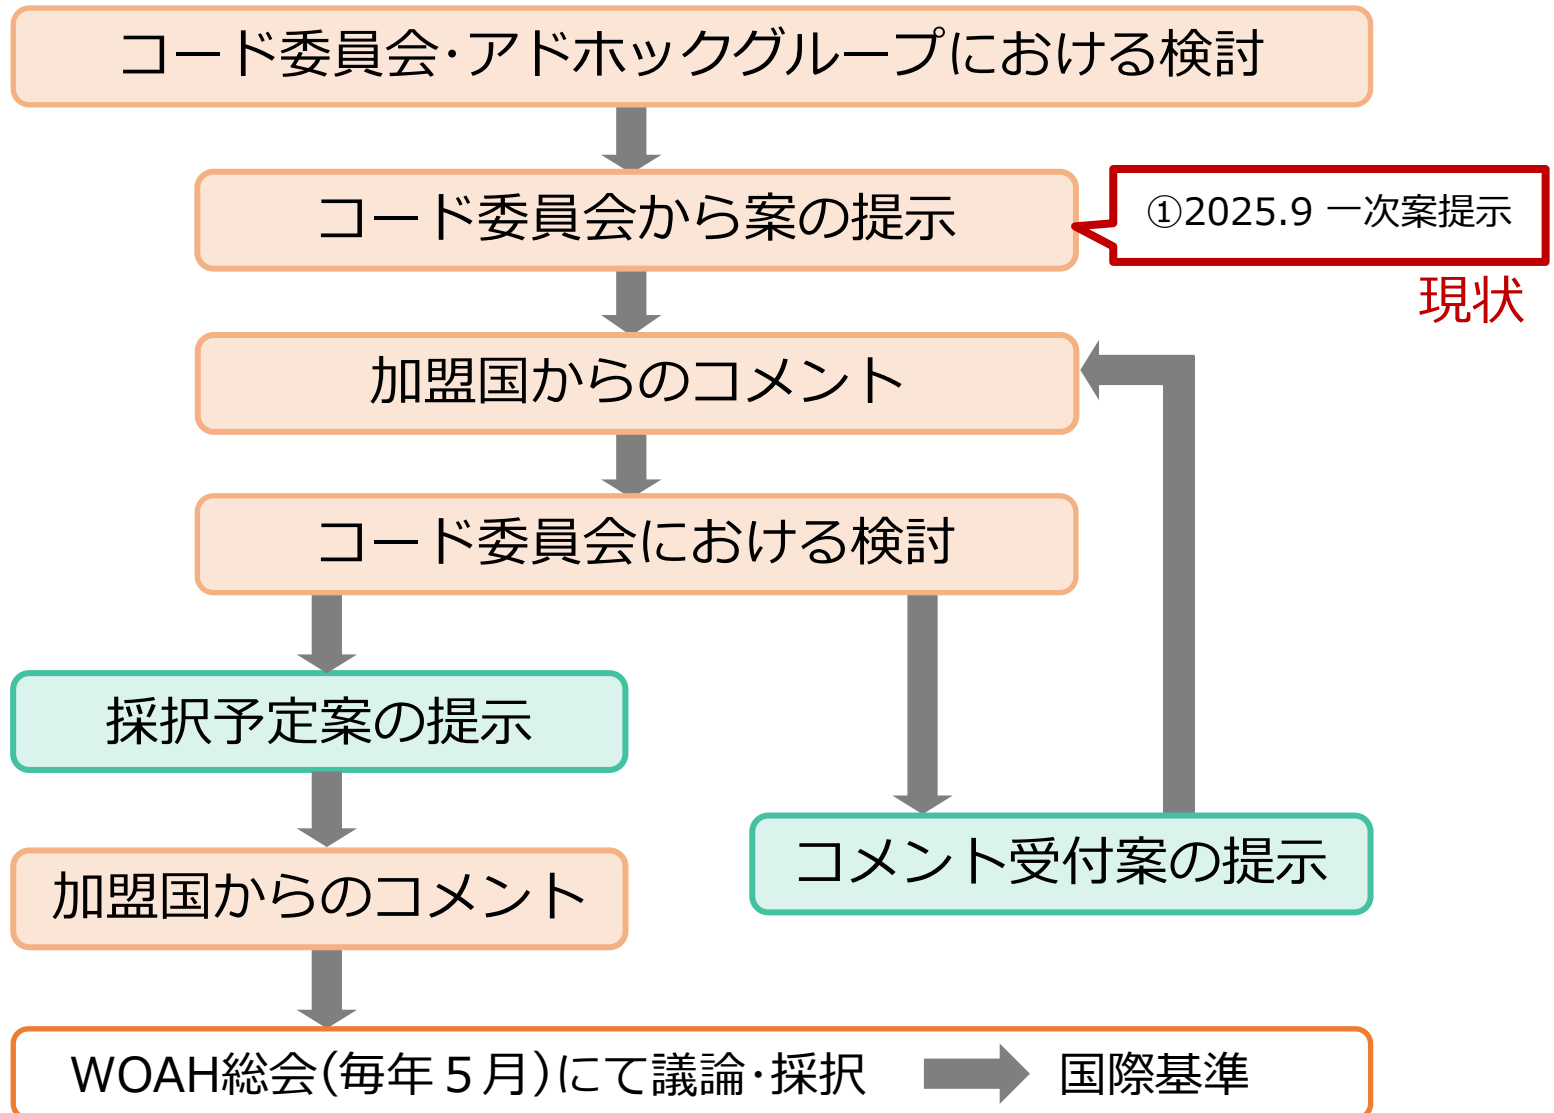 コード委員会・アドホックグループにおける検討
コード委員会から案の提示
①2025.9 一次案提示
現状
加盟国からのコメント
コード委員会における検討
採択予定案の提示
コメント受付案の提示
加盟国からのコメント
WOAH総会(毎年５月)にて議論・採択 国際基準